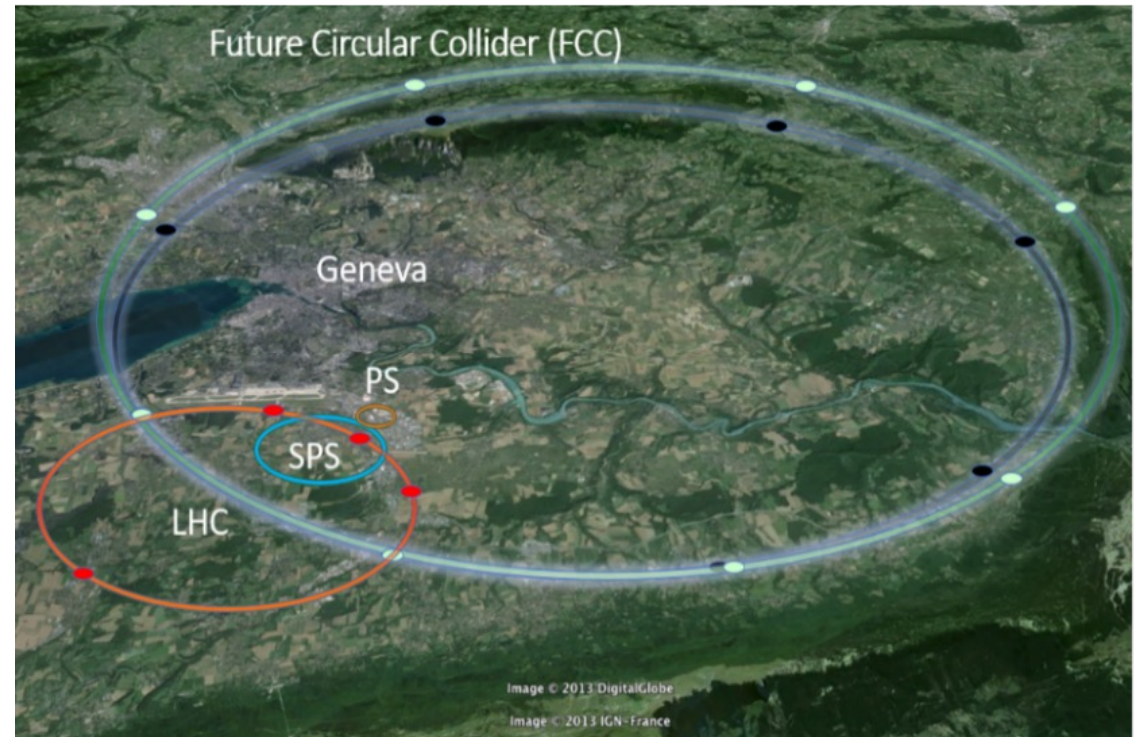 Future Circular Collider (FCC)
Geneva
PS
SPS
LHC
Image © 2013 DigitalGlobe
Image © 2013 IGN-France